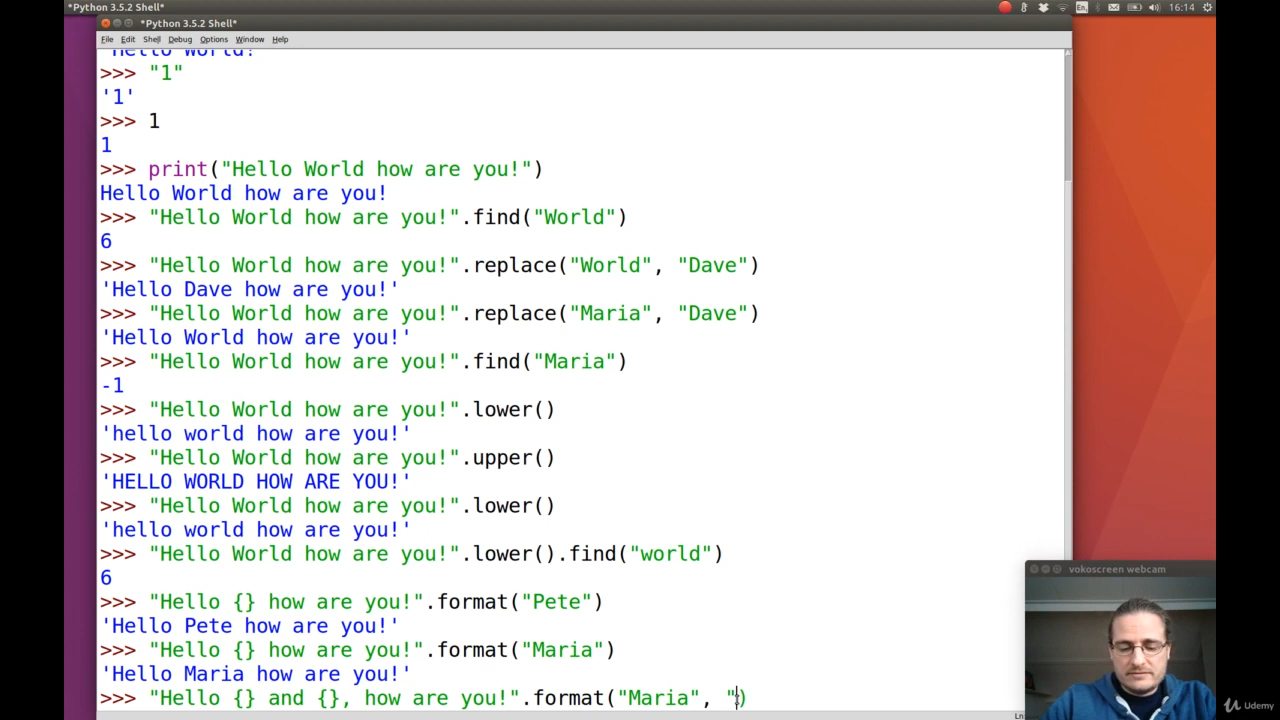 *Python 3.5.2 Shell*
En
16:14
*Python 3.5.2 Shell*
File Edit Shell Debug Options Window Help
'Hello World!'
>>> "1"
'1'
>>> 1
1
>>> print("Hello World how are you!")
Hello World how are you!
>>> "Hello World how are you!".find("World")
6
>>> "Hello World how are you!".replace("World", "Dave")
'Hello Dave how are you!'
>>> "Hello World how are you!".replace("Maria", "Dave")
'Hello World how are you!'
>>> "Hello World how are you!".find("Maria")
-1
>>> "Hello World how are you!".lower()
'hello world how are you!'
>>> "Hello World how are you!".upper()
'HELLO WORLD HOW ARE YOU!'
>>> "Hello World how are you!".lower()
'hello world how are you!'
>>> "Hello World how are you!".lower().find("world")
6
>>> "Hello {} how are you!".format("Pete")
'Hello Pete how are you!'
>>> "Hello {} how are you!".format("Maria")
'Hello Maria how are you!'
>>> "Hello {} and {}, how are you!".format("Maria", ")
Ln
vokoscreen webcam
Udemy